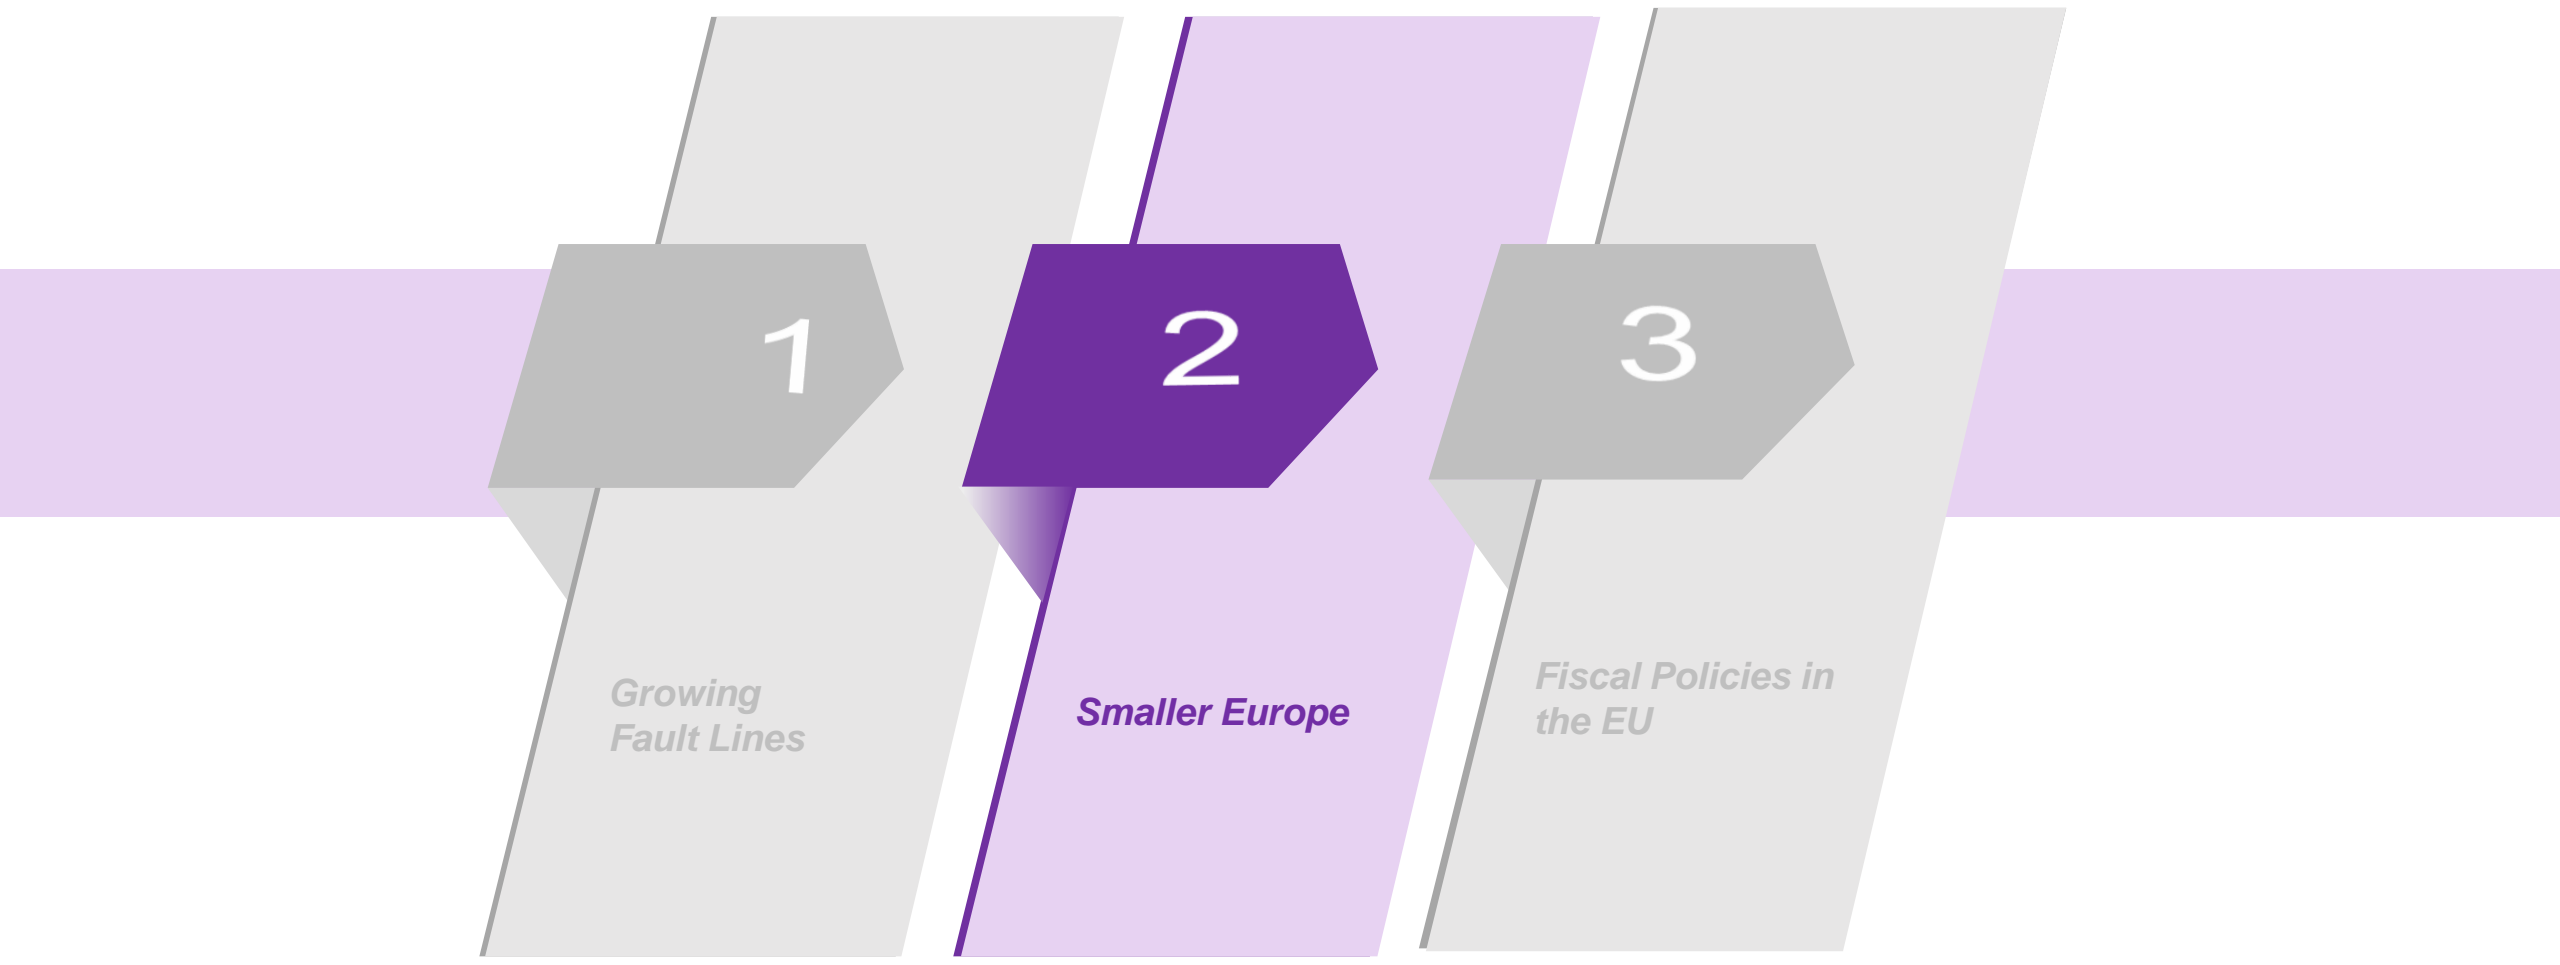 1
2
3
Growing
Fault Lines
Smaller Europe
Fiscal Policies in
the EU